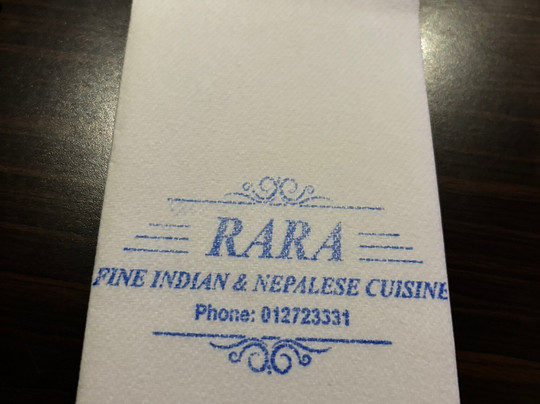 RARA
FINE INDIAN & NEPALESE CUISINE
Phone: 012723331